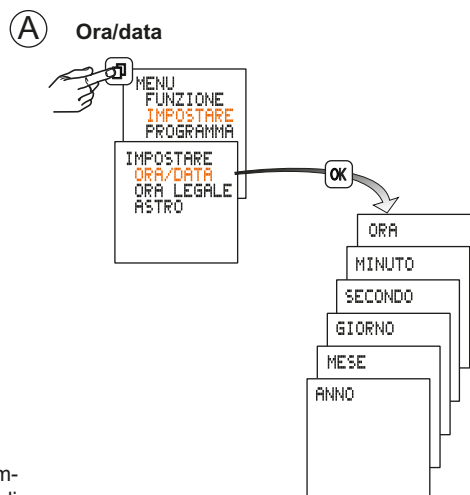 A Ora/data
MENU
FUNZIONE
IMPOSTARE
PROGRAMMA
IMPOSTARE
ORA/DATA
ORA LEGALE
ASTRO
OK
ORA
MINUTO
SECONDO
GIORNO
MESE
ANNO
m-